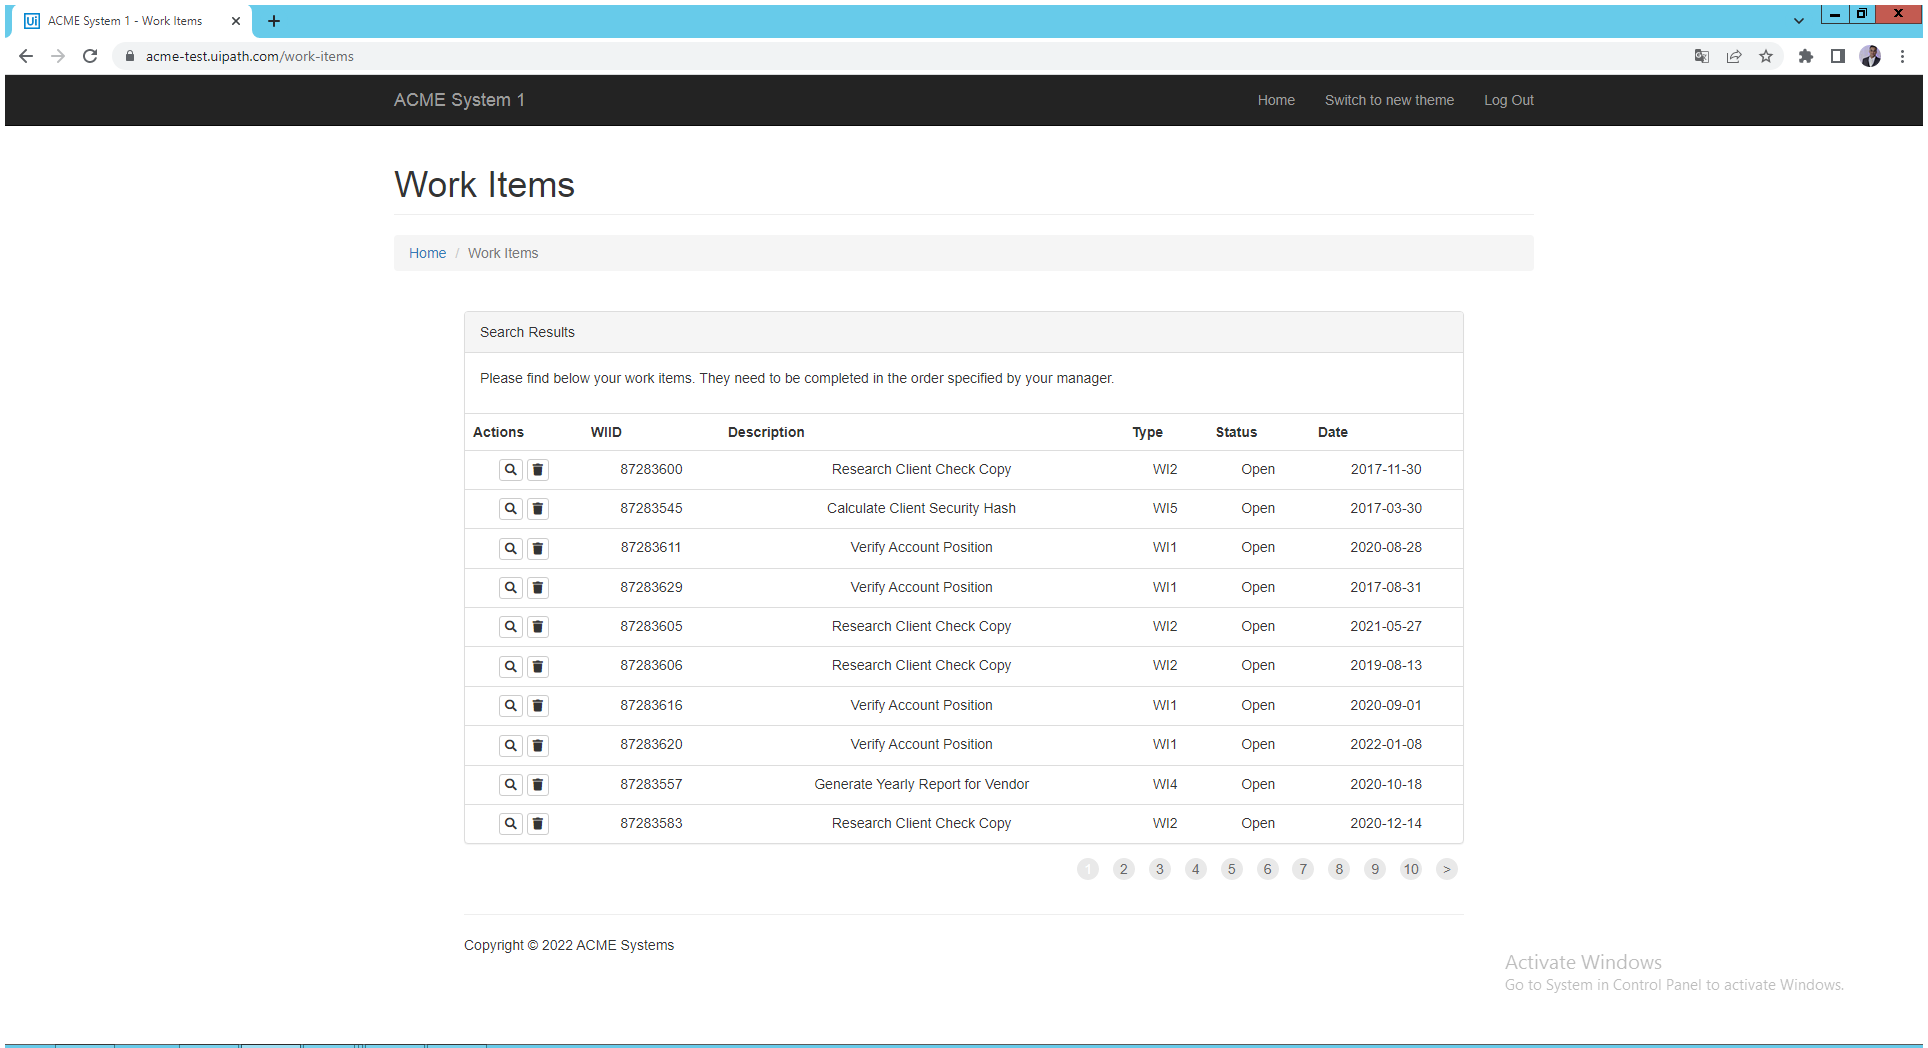 ACME System 1 - Work Items
acme-test.uipath.com/work-items
ACME System 1 Home Switch to new theme Log Out
Work Items
Home / Work Items
Search Results
Please find below your work items. They need to be completed in the order specified by your manager.
Actions WIID Description Type Status Date
87283600 Research Client Check Copy WI2 Open 2017-11-30
87283545 Calculate Client Security Hash WI5 Open 2017-03-30
87283611 Verify Account Position WI1 Open 2020-08-28
87283629 Verify Account Position WI1 Open 2017-08-31
87283605 Research Client Check Copy WI2 Open 2021-05-27
87283606 Research Client Check Copy WI2 Open 2019-08-13
87283616 Verify Account Position WI1 Open 2020-09-01
87283620 Verify Account Position WI1 Open 2022-01-08
87283557 Generate Yearly Report for Vendor WI4 Open 2020-10-18
87283583 Research Client Check Copy WI2 Open 2020-12-14
1 2 3 4 5 6 7 8 9 10 >
Copyright © 2022 ACME Systems
Activate Windows
Go to System in Control Panel to activate Windows.